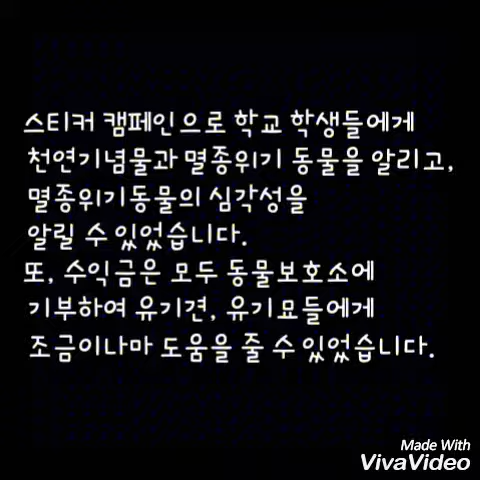 스티커 캠페인으로 학교 학생들에게
천연기념물과 멸종위기 동물을 알리고,
멸종위기동물의 심각성을
알릴 수 있었습니다.
또, 수익금은 모두 동물보호소에
기부하여 유기견, 유기묘들에게
조금이나마 도움을 줄 수 있었습니다.
Made With
VivaVideo